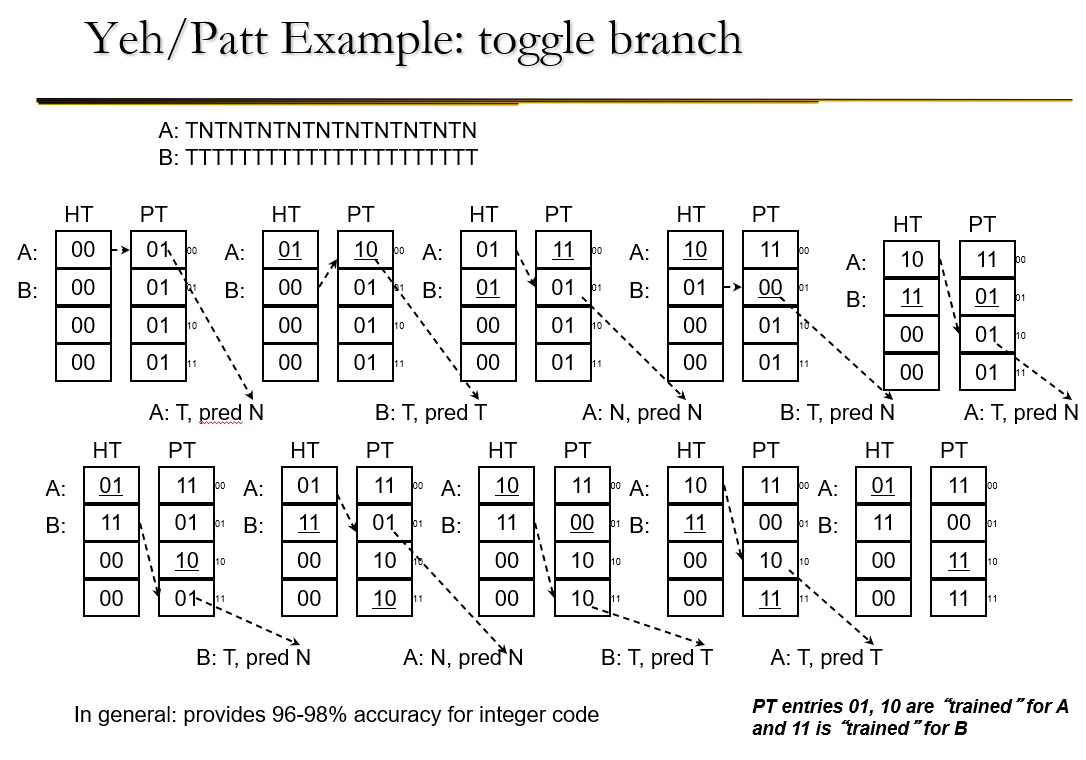 Yeh/Patt Example: toggle branch
A: TNTNTNTNTNTNTNTNTNTN
B: TTTTTTTTTTTTTTTTTTTTTT
HT PT HT PT HT PT HT PT HT PT
A: 00 01 00 A: 01 10 00 A: 01 11 00 A: 10 11 00 A: 10 11 00
B: 00 01 01 B: 00 01 01 B: 01 01 01 B: 01 00 01 B: 11 01 01
00 01 10 00 01 10 00 01 10 00 01 10 00 01 10
00 01 11 00 01 11 00 01 11 00 01 11 00 01 11
A: T, pred N B: T, pred T A: N, pred N B: T, pred N A: T, pred N
HT PT HT PT HT PT HT PT HT PT
A: 01 11 00 A: 01 11 00 A: 10 11 00 A: 10 11 00 A: 01 11 00
B: 11 01 01 B: 11 01 01 B: 11 00 01 B: 11 00 01 B: 11 00 01
00 10 10 00 10 10 00 10 10 00 10 10 00 11 10
00 01 11 00 10 11 00 10 11 00 11 11 00 11 11
B: T, pred N A: N, pred N B: T, pred T A: T, pred T
In general: provides 96-98% accuracy for integer code
PT entries 01, 10 are “trained” for A
and 11 is “trained” for B